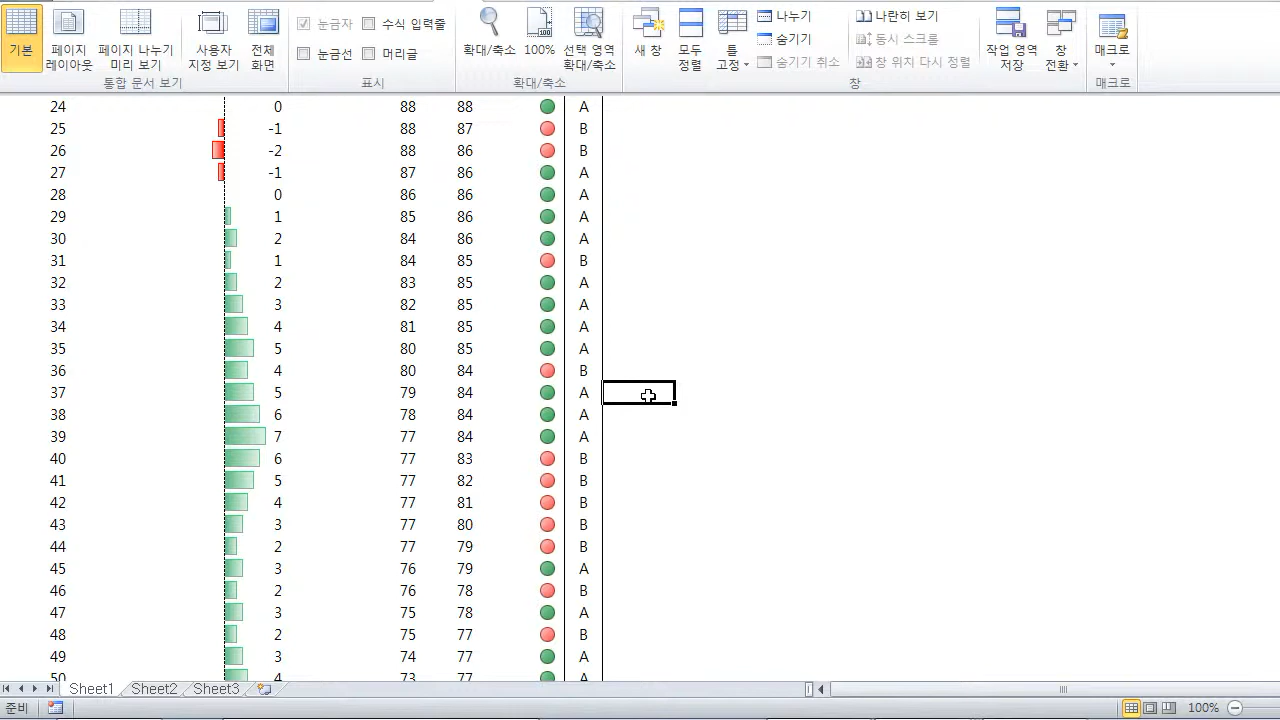 기본
페이지
레이아웃
페이지 나누기
미리 보기
사용자
지정 보기
전체
화면
통합 문서 보기
눈금자
수식 인력줄
눈금선
머리글
표시
확대/축소
100%
선택 영역
확대/축소
확대/축소
새 창
모두
정렬
틀
고정
나누기
숨기기
숨기기 취소
나란히 보기
동시 스크롤
창 위치 다시 정렬
창
작업 영역
저장
창
전환
매크로
매크로
24 0 88 88 A
25 -1 88 87 B
26 -2 88 86 B
27 -1 87 86 A
28 0 86 86 A
29 1 85 86 A
30 2 84 86 A
31 1 84 85 B
32 2 83 85 A
33 3 82 85 A
34 4 81 85 A
35 5 80 85 A
36 4 80 84 B
37 5 79 84 A
38 6 78 84 A
39 7 77 84 A
40 6 77 83 B
41 5 77 82 B
42 4 77 81 B
43 3 77 80 B
44 2 77 79 B
45 3 76 79 A
46 2 76 78 B
47 3 75 78 A
48 2 75 77 B
49 3 74 77 A
50 4 73 77 A
Sheet1 Sheet2 Sheet3
준비 100%